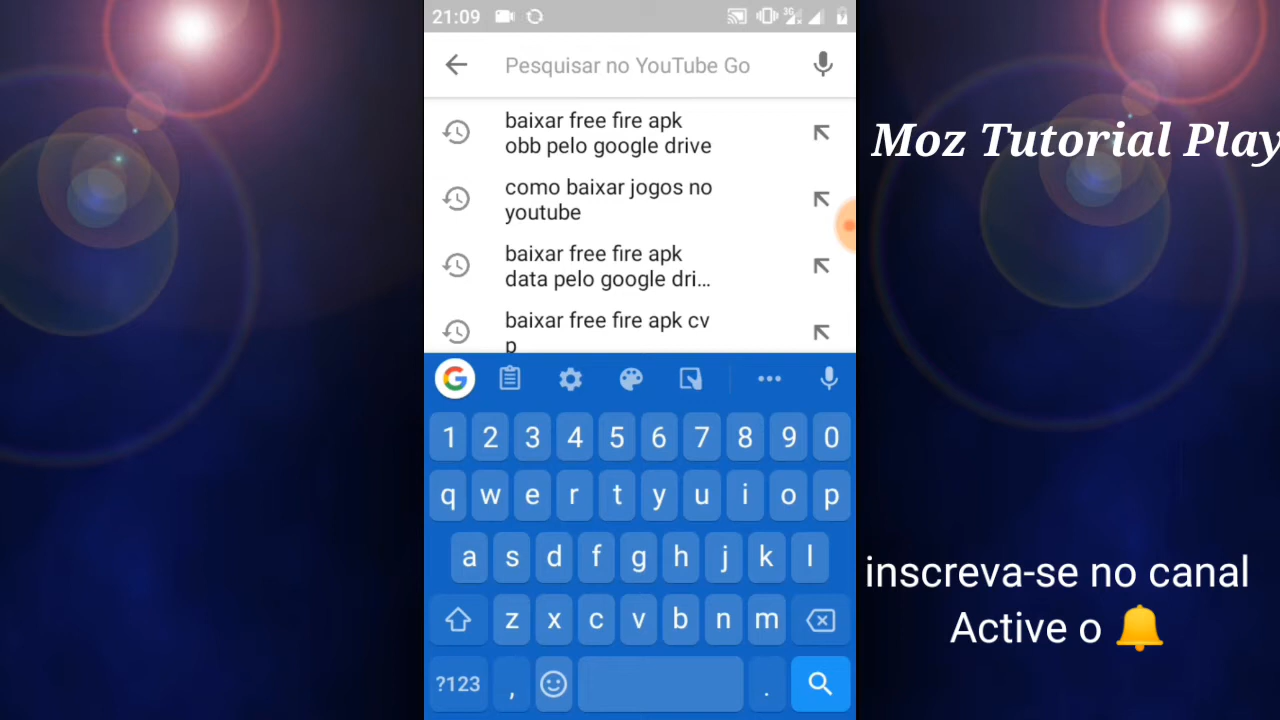 21:09
3G
Pesquisar no YouTube Go
baixar free fire apk
obb pelo google drive
como baixar jogos no
youtube
baixar free fire apk
data pelo google dri...
baixar free fire apk cv
p
G
1 2 3 4 5 6 7 8 9 0
q w e r t y u i o p
a s d f g h j k l
z x c v b n m
?123 , .
Moz Tutorial Play
inscreva-se no canal
Active o 🔔